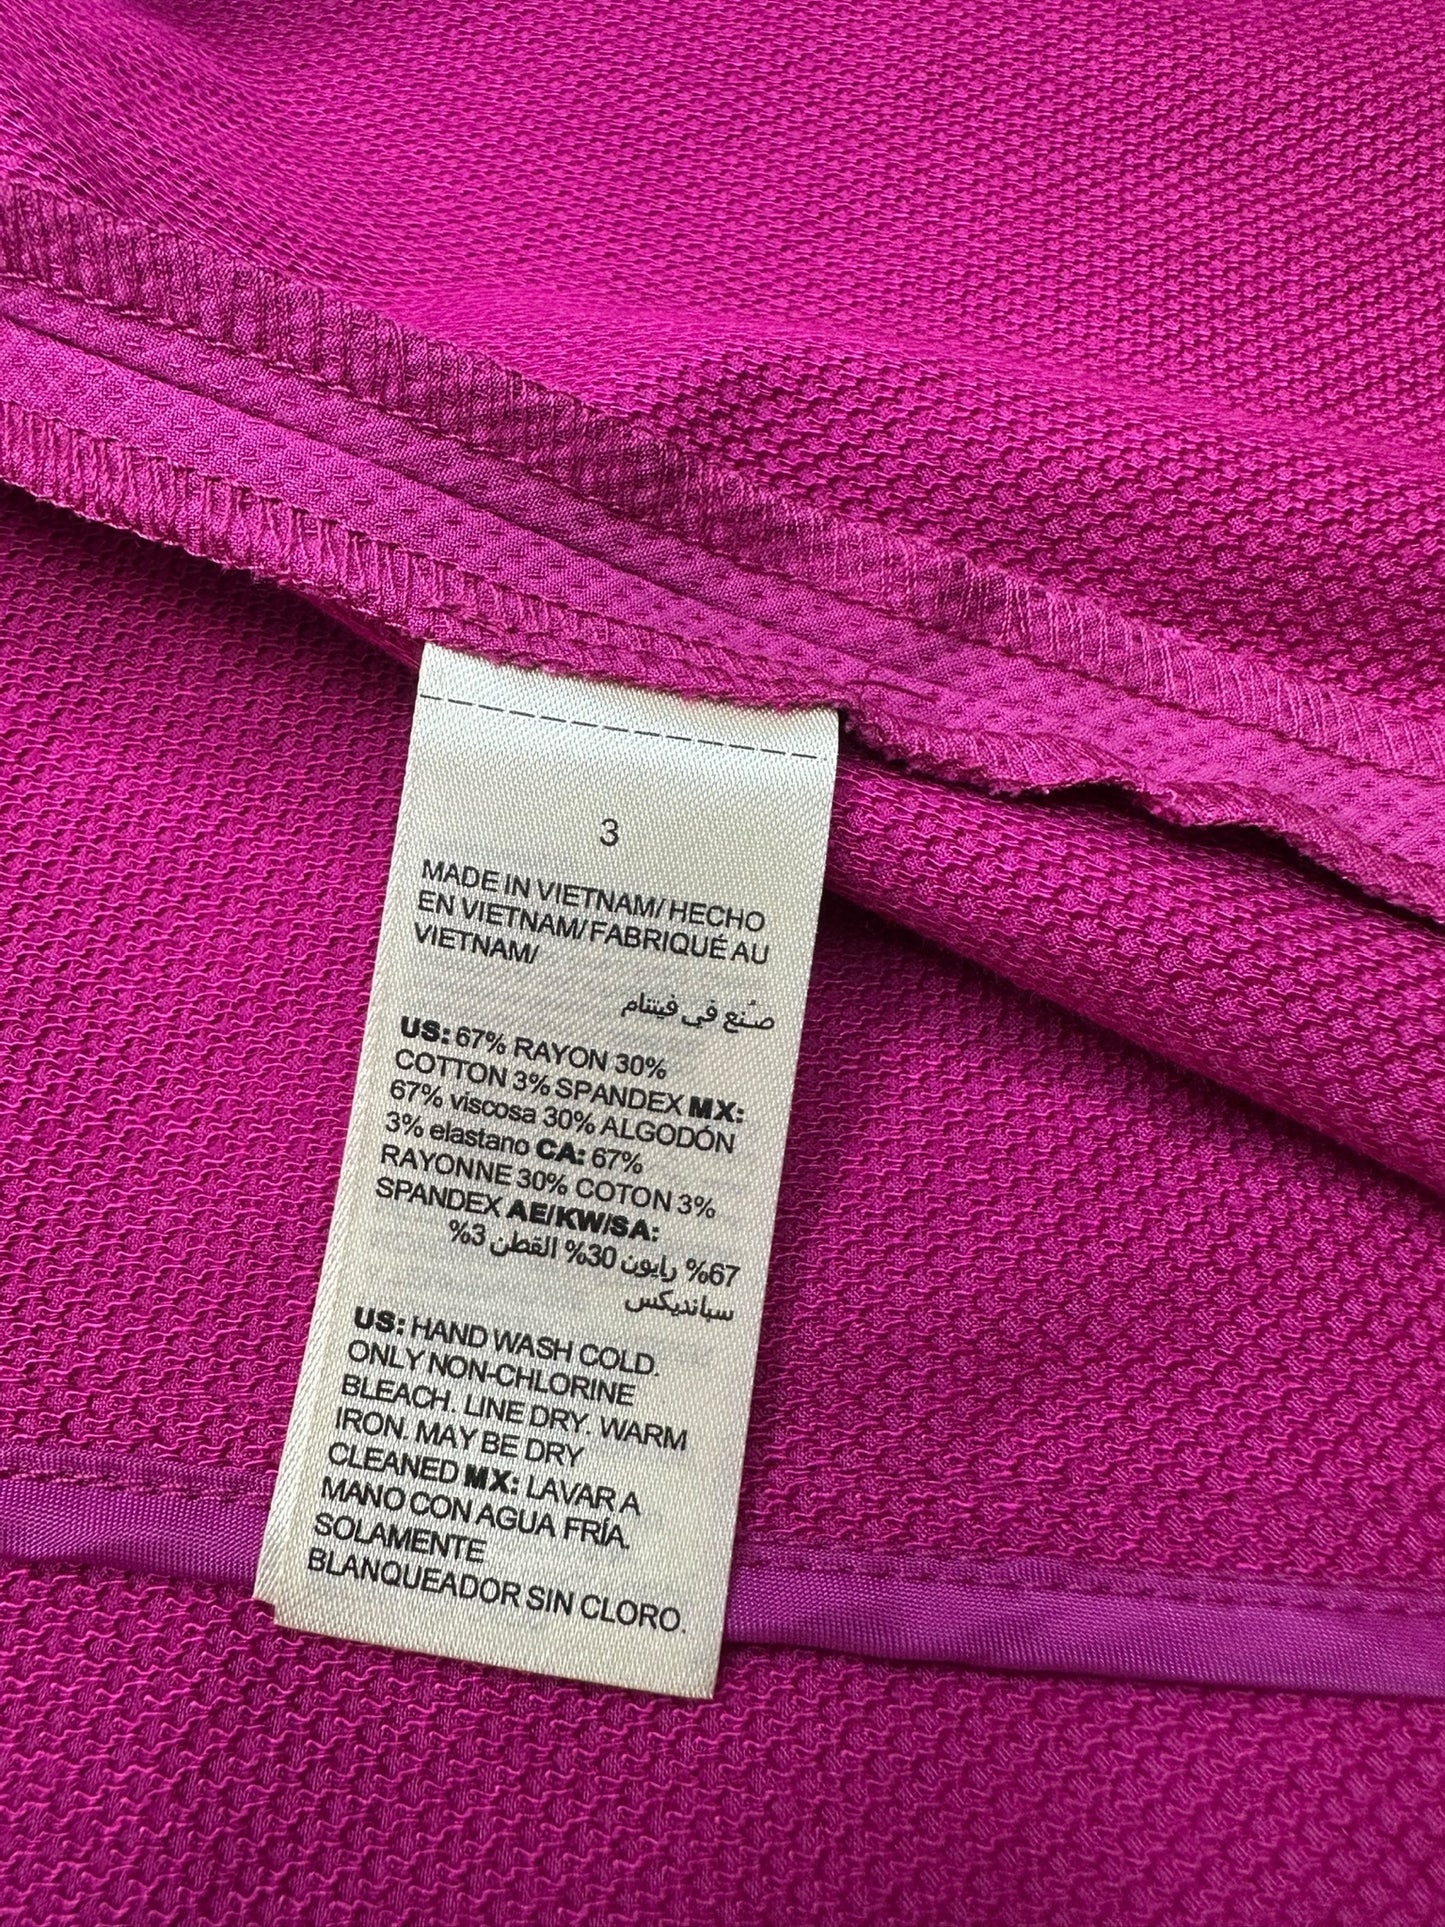 3
MADE IN VIETNAM/HECHO
EN VIETNAM/FABRIQUÉ AU
VIETNAM/
صُنع في فيتنام
US: 67% RAYON 30%
COTTON 3% SPANDEX MX:
67% viscosa 30% ALGODÓN
3% elastano CA: 67%
RAYONNE 30% COTON 3%
SPANDEX AE/KW/SA:
67% رايون 30% القطن 3%
سبانديكس
US: HAND WASH COLD.
ONLY NON-CHLORINE
BLEACH. LINE DRY. WARM
IRON. MAY BE DRY
CLEANED MX: LAVAR A
MANO CON AGUA FRÍA.
SOLAMENTE
BLANQUEADOR SIN CLORO.